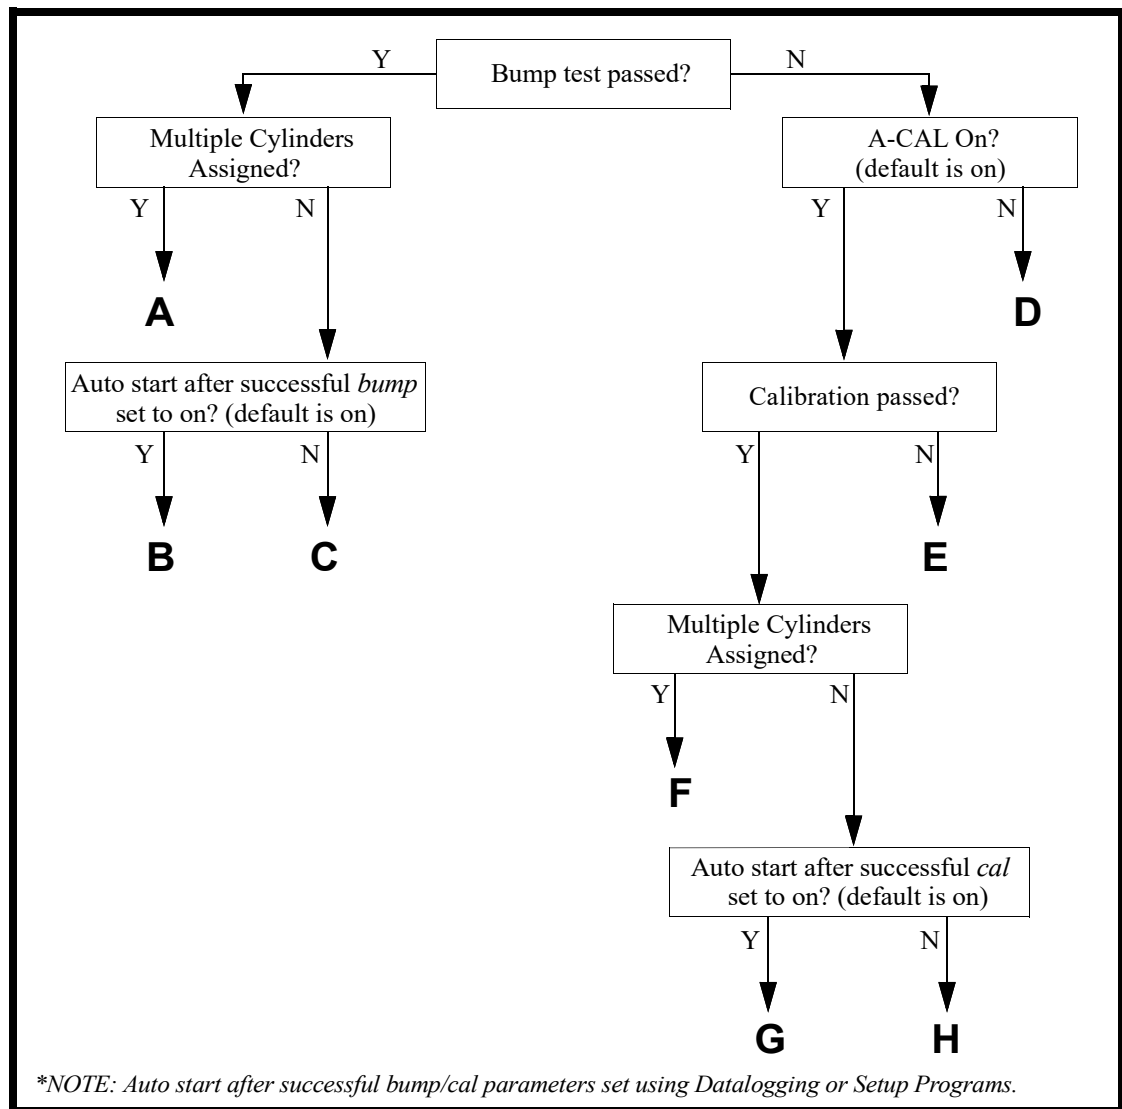 Bump test passed?
Y
N
Multiple Cylinders
Assigned?
A-CAL On?
(default is on)
Y
N
Y
N
A
D
Auto start after successful bump
set to on? (default is on)
Calibration passed?
Y
N
Y
N
B
C
E
Multiple Cylinders
Assigned?
Y
N
F
Auto start after successful cal
set to on? (default is on)
Y
N
G
H
*NOTE: Auto start after successful bump/cal parameters set using Datalogging or Setup Programs.